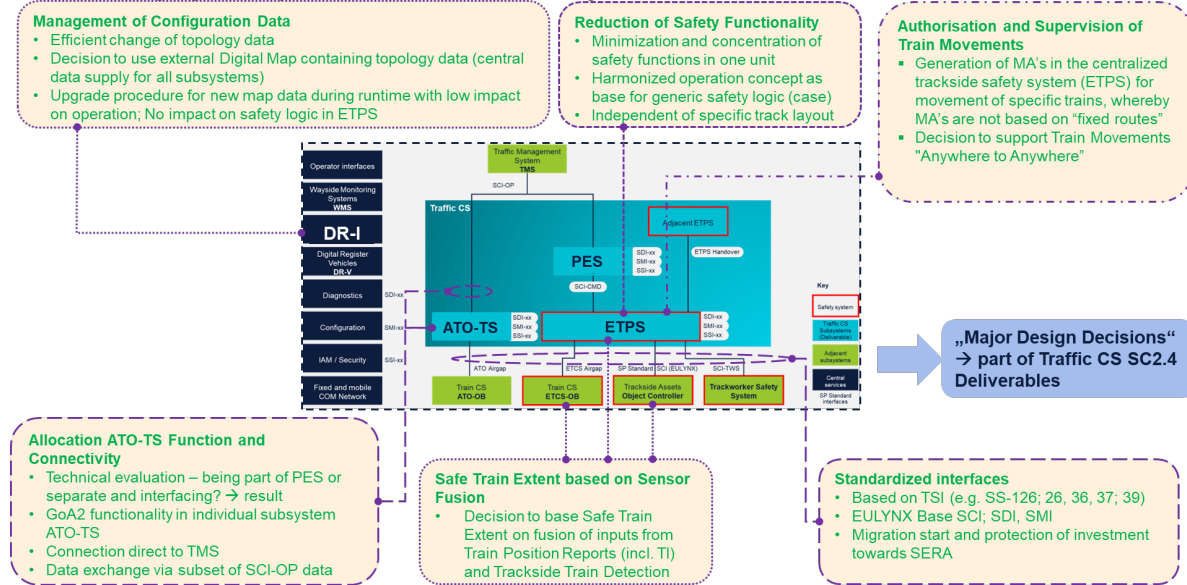 Management of Configuration Data
• Efficient change of topology data
• Decision to use external Digital Map containing topology data (central
data supply for all subsystems)
• Upgrade procedure for new map data during runtime with low impact
on operation; No impact on safety logic in ETPS
Reduction of Safety Functionality
• Minimization and concentration of
safety functions in one unit
• Harmonized operation concept as
base for generic safety logic (case)
• Independent of specific track layout
Authorisation and Supervision of
Train Movements
▪ Generation of MA's in the centralized
trackside safety system (ETPS) for
movement of specific trains, whereby
MA's are not based on "fixed routes"
▪ Decision to support Train Movements
"Anywhere to Anywhere"
Operator interfaces
Wayside Monitoring
Systems
WMS
DR-I
Digital Register
Vehicles
DR-V
Diagnostics
SDI-xx
Configuration
SMI-xx
IAM / Security
SSI-xx
Fixed and mobile
COM Network
Traffic Management
System
TMS
SCI-OP
Traffic CS
Adjacent ETPS
PES
SDI-xx
SMI-xx
SSI-xx
ETPS Handover
SCI-CMD
ATO-TS
SDI-xx
SMI-xx
SSI-xx
ETPS
SDI-xx
SMI-xx
SSI-xx
ATO Airgap
ETCS Airgap
SP Standard
SCI (EULYNX)
SCI-TWS
Train CS
ATO-OB
Train CS
ETCS-OB
Trackside Assets
Object Controller
Trackworker Safety
System
Key
Safety system
Traffic CS
Subsystems
(Deliverable)
Adjacent
subsystems
Central
services
SP Standard
interfaces
„Major Design Decisions“
→ part of Traffic CS SC2.4
Deliverables
Allocation ATO-TS Function and
Connectivity
• Technical evaluation – being part of PES or
separate and interfacing? → result
• GoA2 functionality in individual subsystem
ATO-TS
• Connection direct to TMS
• Data exchange via subset of SCI-OP data
Safe Train Extent based on Sensor
Fusion
• Decision to base Safe Train
Extent on fusion of inputs from
Train Position Reports (incl. TI)
and Trackside Train Detection
Standardized interfaces
• Based on TSI (e.g. SS-126; 26, 36, 37; 39)
• EULYNX Base SCI; SDI, SMI
• Migration start and protection of investment
towards SERA